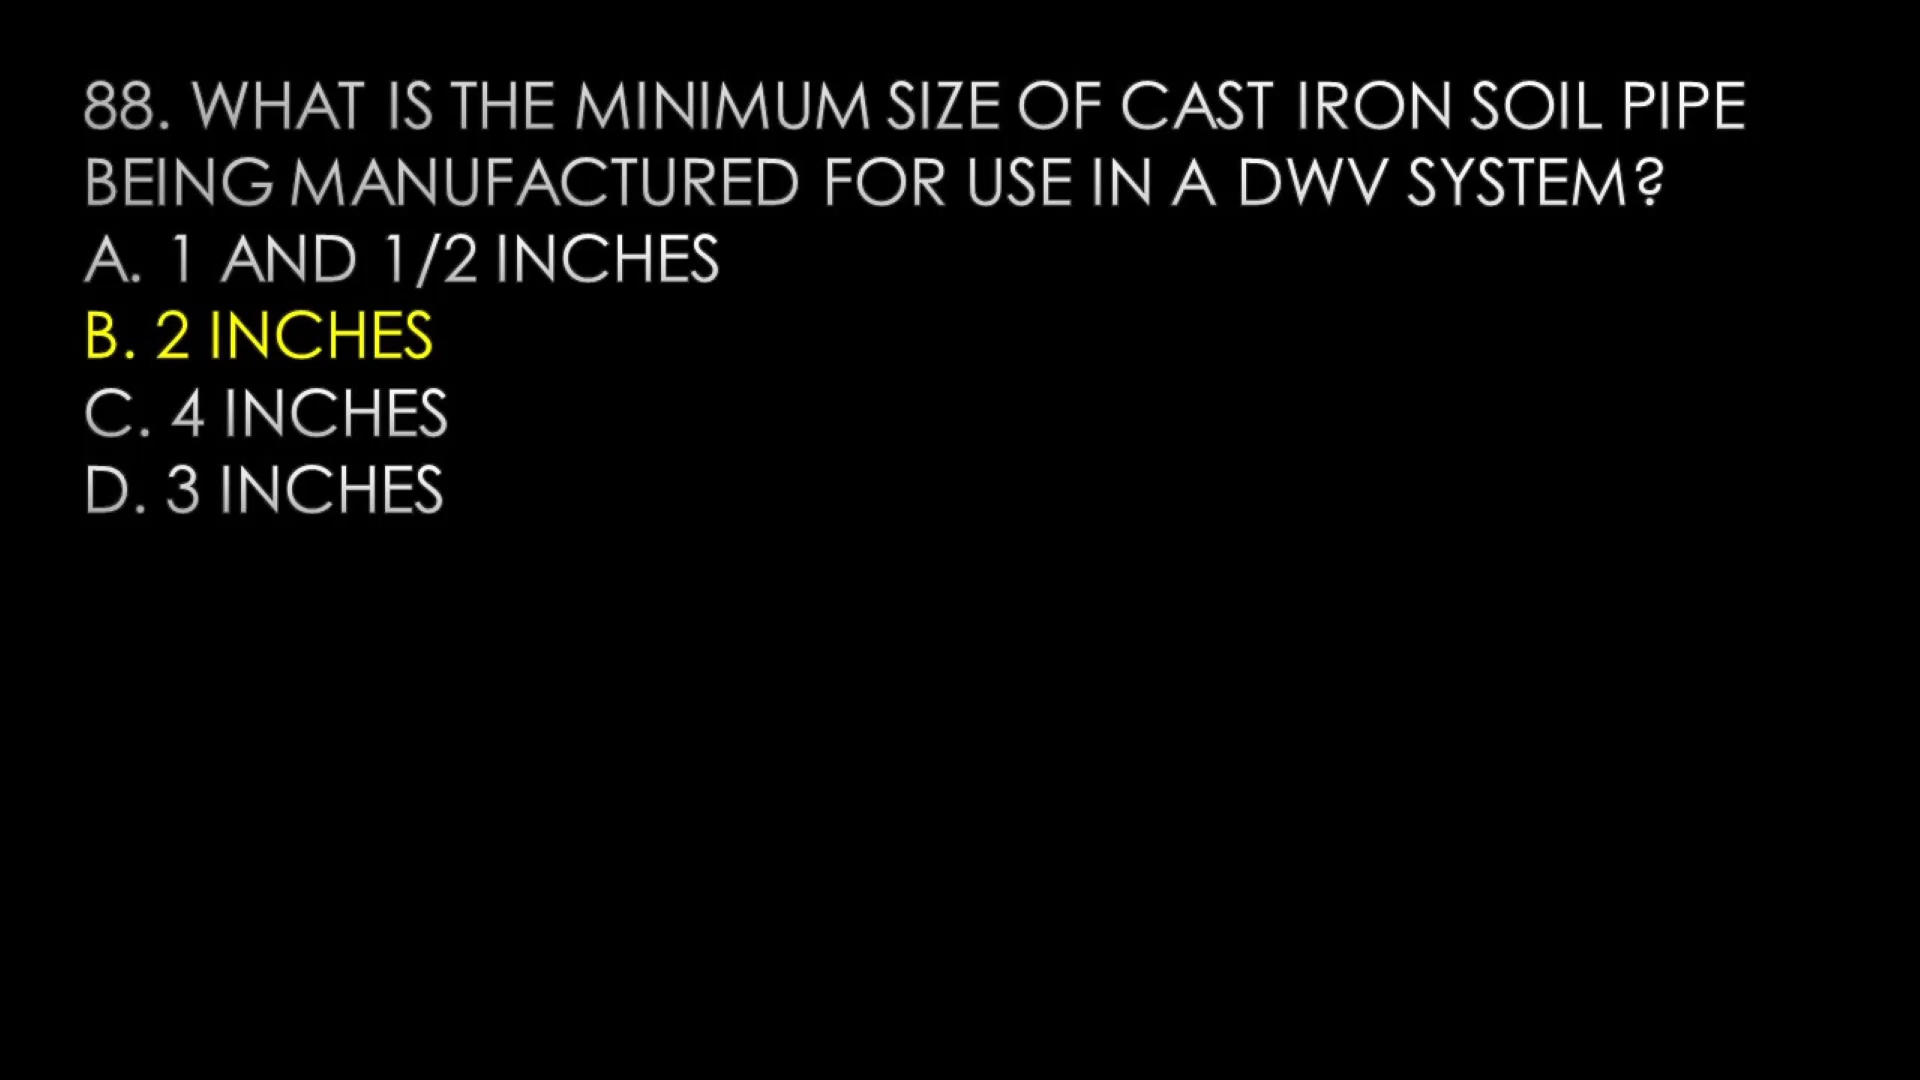 88. WHAT IS THE MINIMUM SIZE OF CAST IRON SOIL PIPE
BEING MANUFACTURED FOR USE IN A DWV SYSTEM?
A. 1 AND 1/2 INCHES
B. 2 INCHES
C. 4 INCHES
D. 3 INCHES